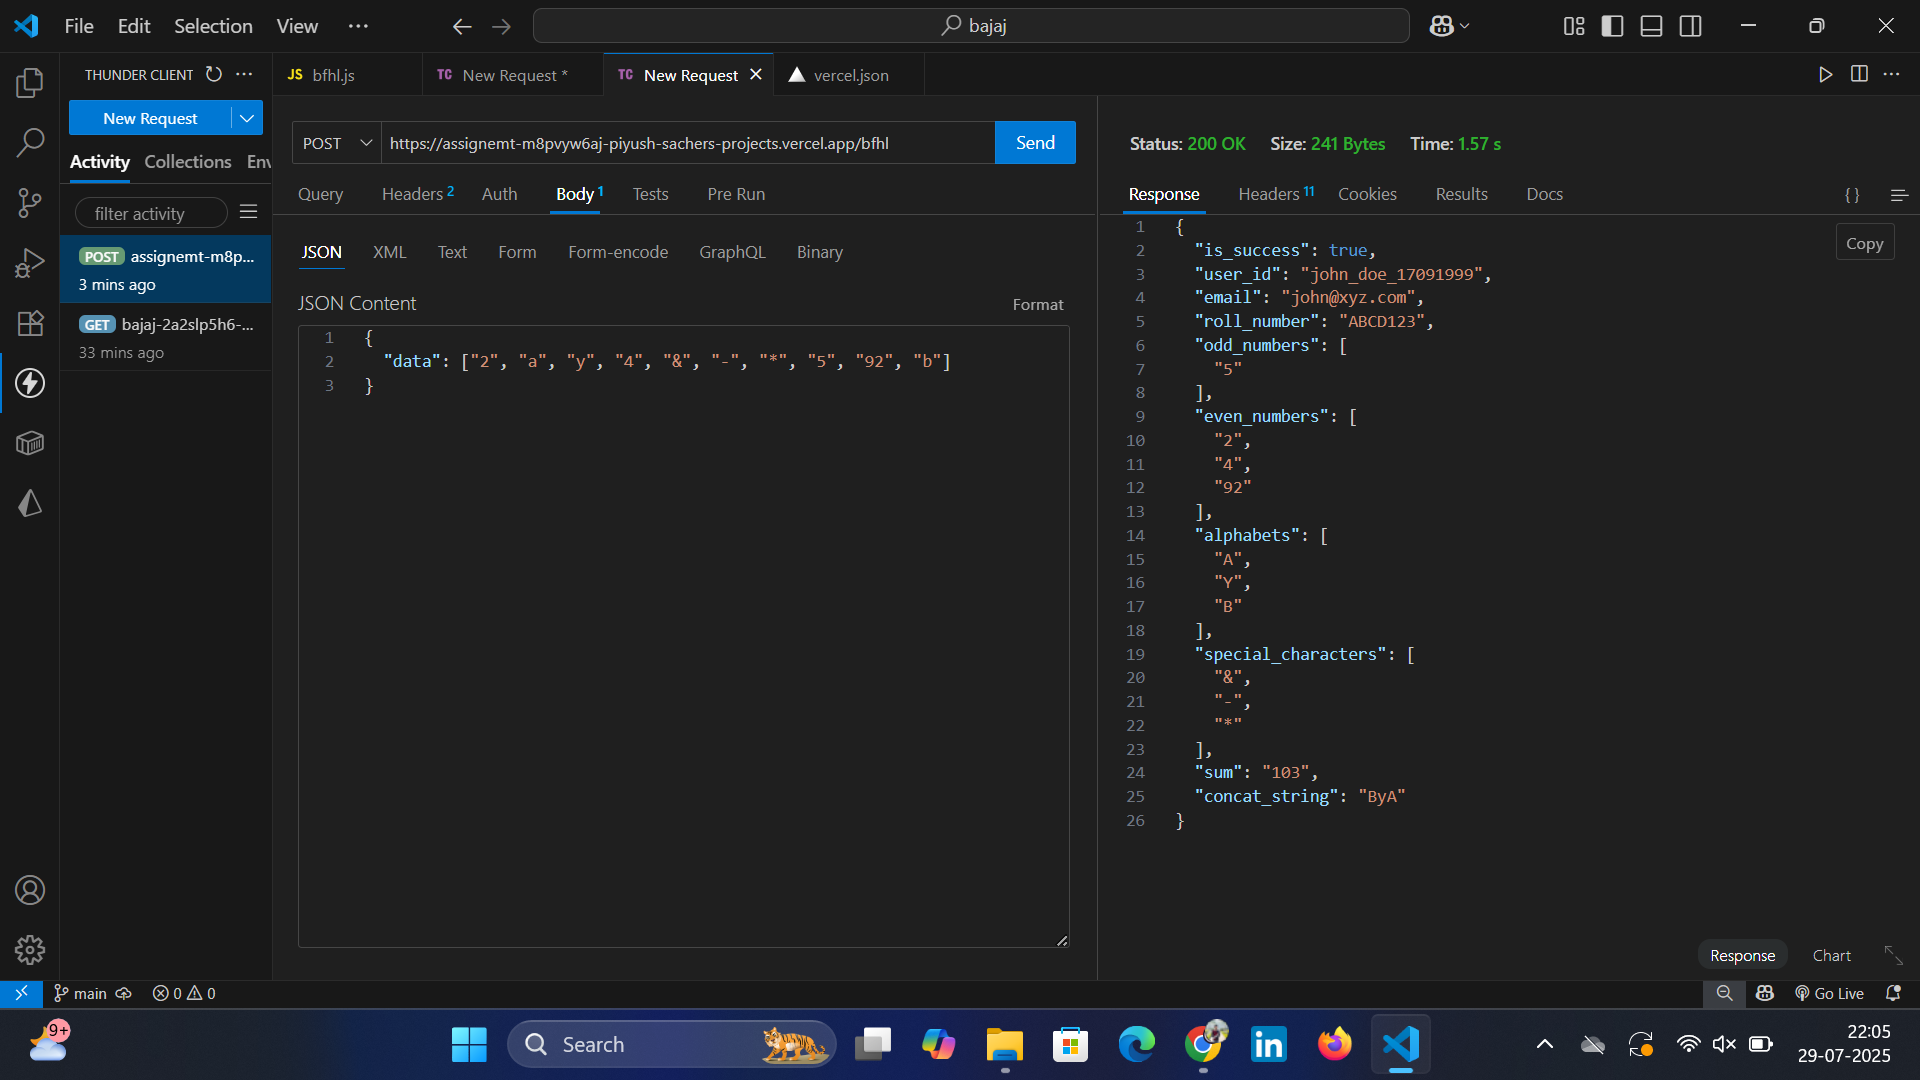 File Edit Selection View ··· bajaj
THUNDER CLIENT ···
New Request
Activity Collections Env
filter activity
POST assignemt-m8p...
3 mins ago
GET bajaj-2a2slp5h6-...
33 mins ago
JS bfhl.js
TC New Request *
TC New Request
vercel.json
POST https://assignemt-m8pvyw6aj-piyush-sachers-projects.vercel.app/bfhl Send
Query Headers 2 Auth Body 1 Tests Pre Run
JSON XML Text Form Form-encode GraphQL Binary
JSON Content Format
1 {
2 "data": ["2", "a", "y", "4", "&", "-", "*", "5", "92", "b"]
3 }
Status: 200 OK Size: 241 Bytes Time: 1.57 s
Response Headers 11 Cookies Results Docs { }
Copy
1 {
2 "is_success": true,
3 "user_id": "john_doe_17091999",
4 "email": "john@xyz.com",
5 "roll_number": "ABCD123",
6 "odd_numbers": [
7 "5"
8 ],
9 "even_numbers": [
10 "2",
11 "4",
12 "92"
13 ],
14 "alphabets": [
15 "A",
16 "Y",
17 "B"
18 ],
19 "special_characters": [
20 "&",
21 "-",
22 "*"
23 ],
24 "sum": "103",
25 "concat_string": "ByA"
26 }
Response Chart
main 0 0 Go Live
9+ Search 22:05
29-07-2025